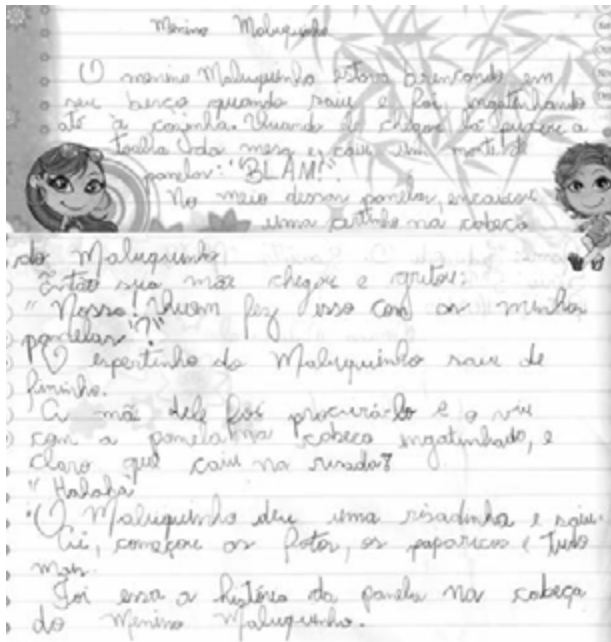 Menino Maluquinho
O menino Maluquinho estava brincando em
seu berço quando saiu e foi engatinhando
até à cozinha. Quando ele chegou lá puxou a
toalha da mesa e caiu um monte de
panelas: "BLAM!".
No meio dessas panelas, encaixou
uma certinho na cabeça
do Maluquinho.
Então sua mãe chegou e gritou:
" Nossa! Quem fez isso com as minhas
panelas"?"
O espertinho do Maluquinho saiu de
fininho.
A mãe dele foi procurá-lo e o viu
com a panela na cabeça engatinhado, e
claro que caiu na risada
" Hahaha"
O Maluquinho deu uma risadinha e saiu.
Aí, começou as fotos, os paparicos e tudo
mais.
Foi essa a história da panela na cabeça
do Menino Maluquinho.